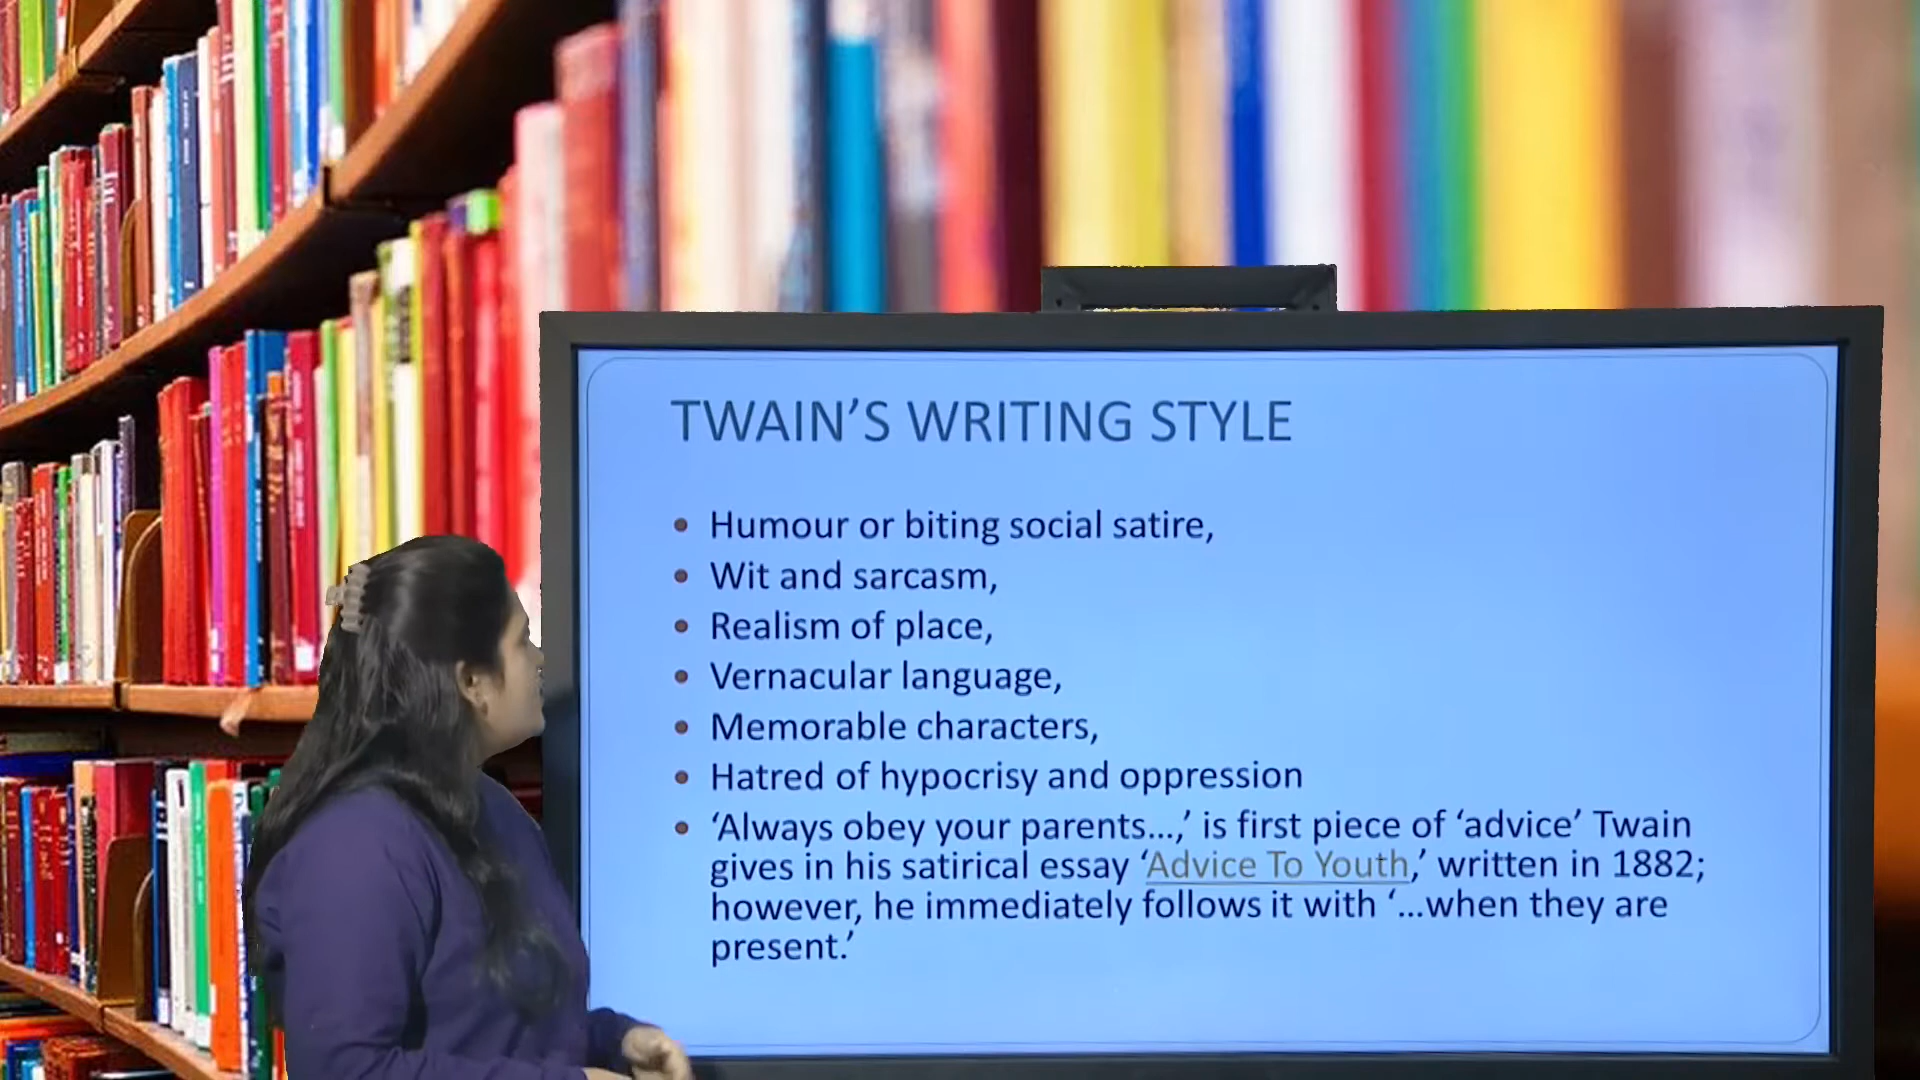 TWAIN’S WRITING STYLE
• Humour or biting social satire,
• Wit and sarcasm,
• Realism of place,
• Vernacular language,
• Memorable characters,
• Hatred of hypocrisy and oppression
• ‘Always obey your parents...,’ is first piece of ‘advice’ Twain
gives in his satirical essay ‘Advice To Youth,’ written in 1882;
however, he immediately follows it with ‘...when they are
present.’